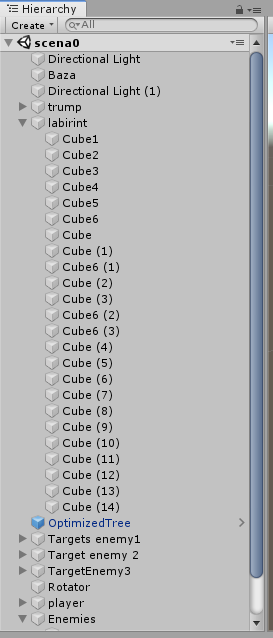 Hierarchy
Create All
scena0
Directional Light
Baza
Directional Light (1)
trump
labirint
Cube1
Cube2
Cube3
Cube4
Cube5
Cube6
Cube
Cube (1)
Cube6 (1)
Cube (2)
Cube (3)
Cube6 (2)
Cube6 (3)
Cube (4)
Cube (5)
Cube (6)
Cube (7)
Cube (8)
Cube (9)
Cube (10)
Cube (11)
Cube (12)
Cube (13)
Cube (14)
OptimizedTree
Targets enemy1
Target enemy 2
TargetEnemy3
Rotator
player
Enemies